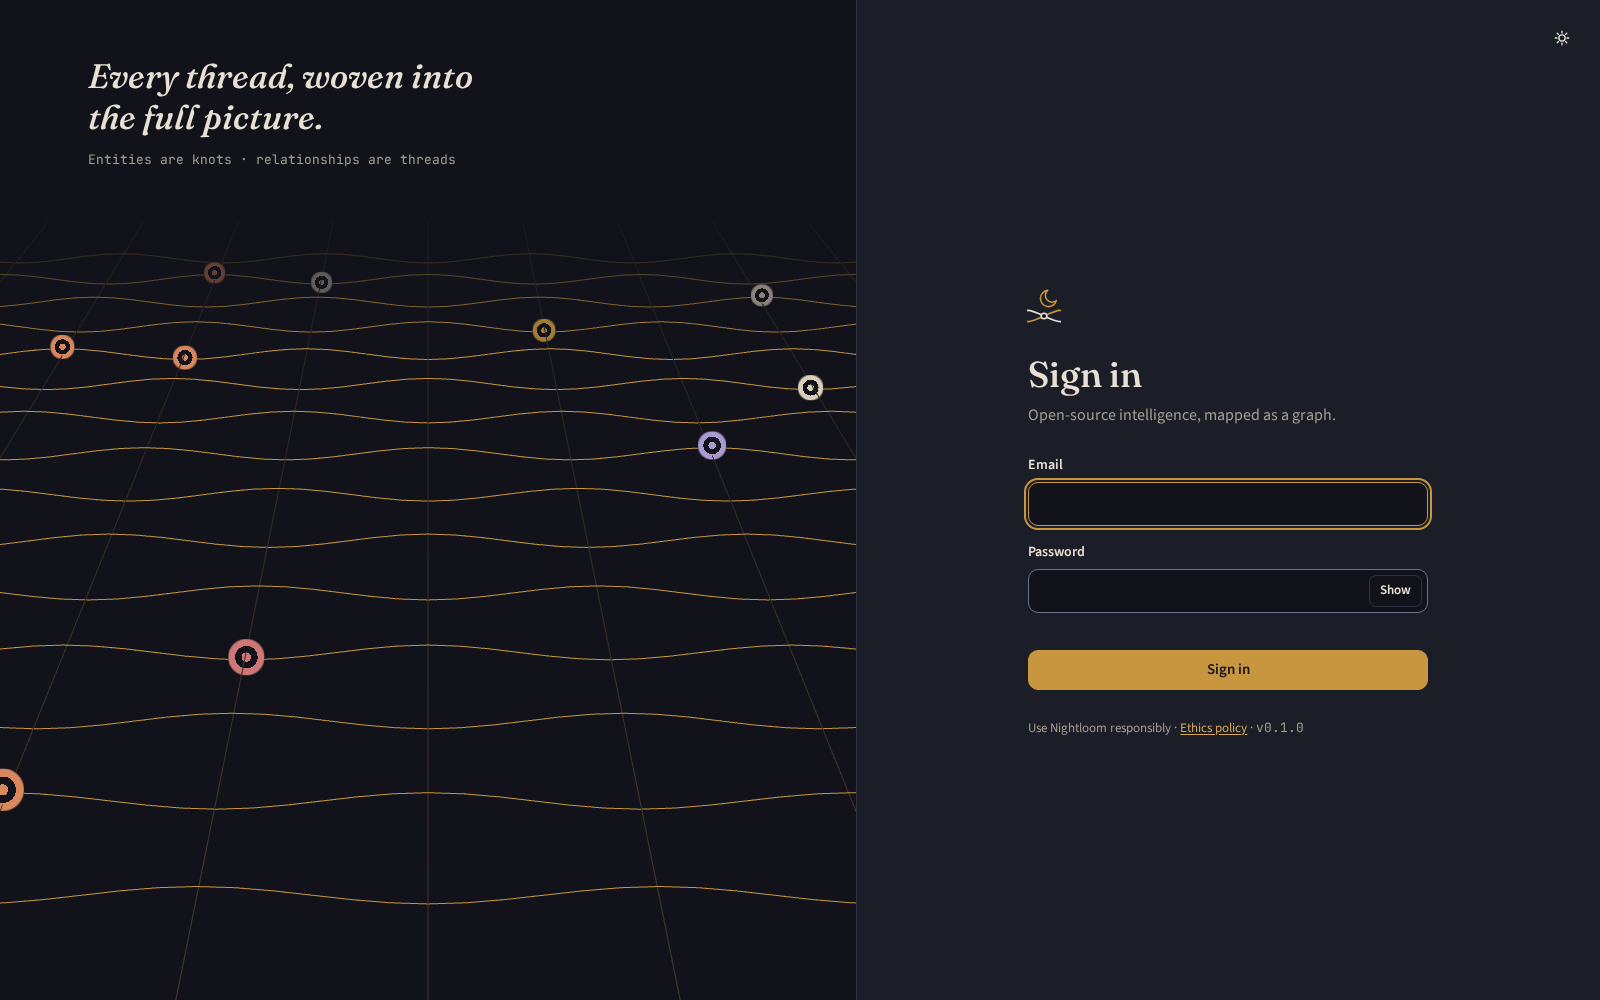 Every thread, woven into
the full picture.
Entities are knots · relationships are threads
Sign in
Open-source intelligence, mapped as a graph.
Email
Password
Show
Sign in
Use Nightloom responsibly · Ethics policy · v0.1.0